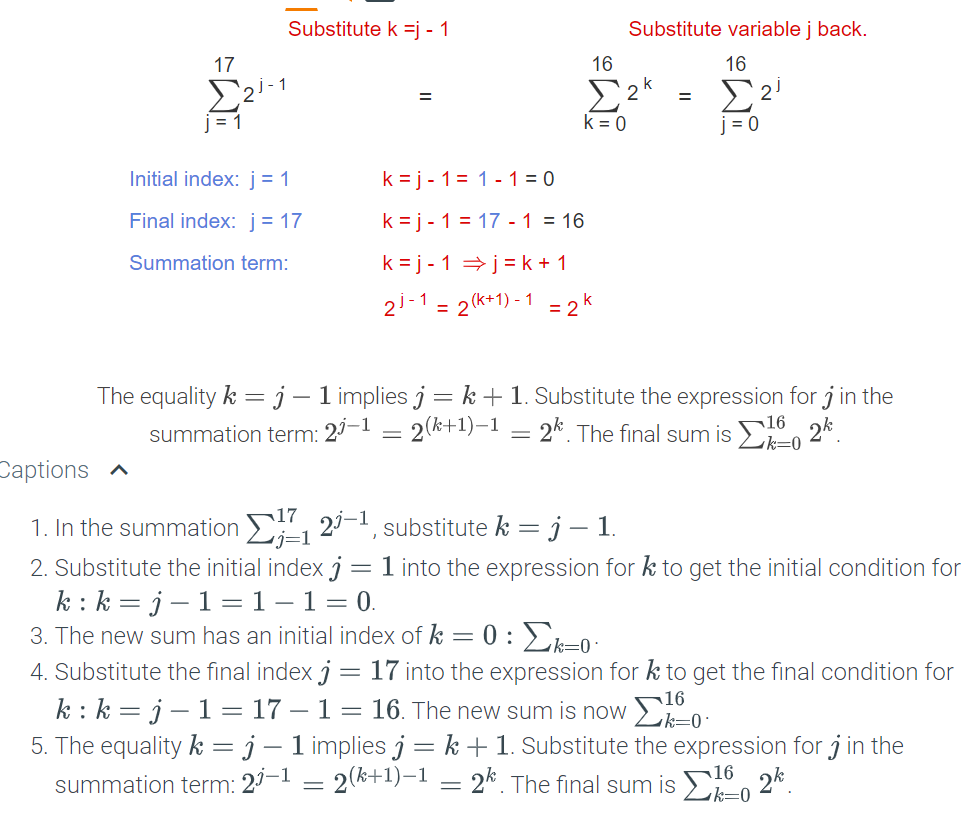 Substitute k =j - 1 Substitute variable j back.
17 16 16
∑ 2^{j - 1} = ∑ 2^{k} = ∑ 2^{j}
j = 1 k = 0 j = 0
Initial index: j = 1 k = j - 1 = 1 - 1 = 0
Final index: j = 17 k = j - 1 = 17 - 1 = 16
Summation term: k = j - 1 ⇒ j = k + 1
2^{j - 1} = 2^{(k+1) - 1} = 2^{k}
The equality k = j − 1 implies j = k + 1. Substitute the expression for j in the
summation term: 2^{j−1} = 2^{(k+1)−1} = 2^{k}. The final sum is ∑_{k=0}^{16} 2^{k}.
Captions
1. In the summation ∑_{j=1}^{17} 2^{j−1}, substitute k = j − 1.
2. Substitute the initial index j = 1 into the expression for k to get the initial condition for
k : k = j − 1 = 1 − 1 = 0.
3. The new sum has an initial index of k = 0 : ∑_{k=0}.
4. Substitute the final index j = 17 into the expression for k to get the final condition for
k : k = j − 1 = 17 − 1 = 16. The new sum is now ∑_{k=0}^{16}.
5. The equality k = j − 1 implies j = k + 1. Substitute the expression for j in the
summation term: 2^{j−1} = 2^{(k+1)−1} = 2^{k}. The final sum is ∑_{k=0}^{16} 2^{k}.